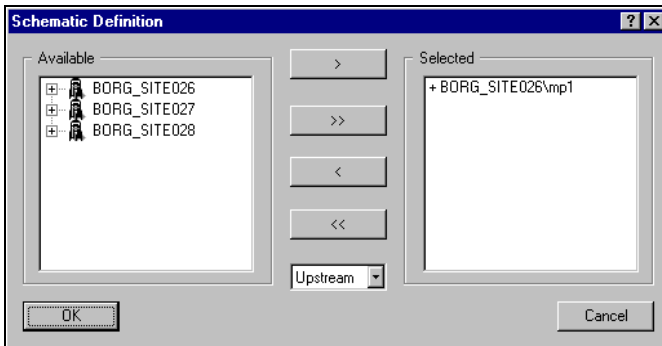 Schematic Definition
Available
BORG_SITE026
BORG_SITE027
BORG_SITE028
>
>>
<
<<
Upstream
Selected
+ BORG_SITE026\mp1
OK
Cancel